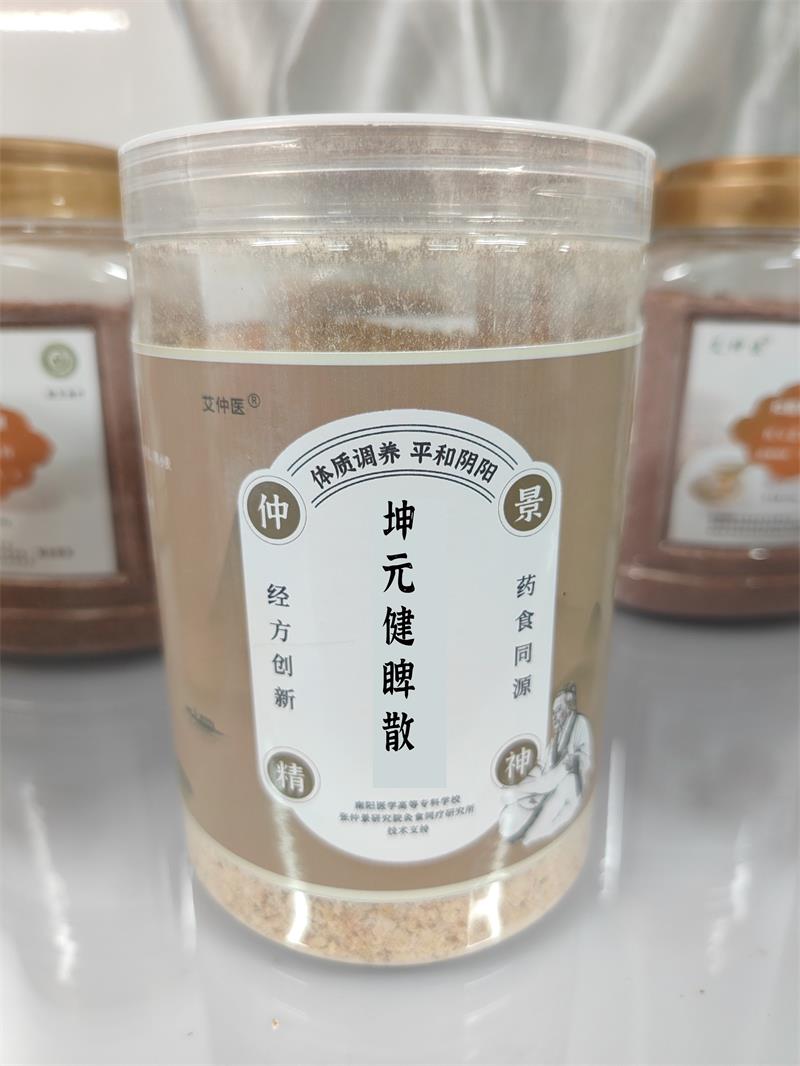 艾仲医®
体质调养 平和阴阳
仲
景
坤元健睥散
经方创新
药食同源
精
神
南阳医学高等专科学校
张仲景研究院灸食同疗研究所
技术支持